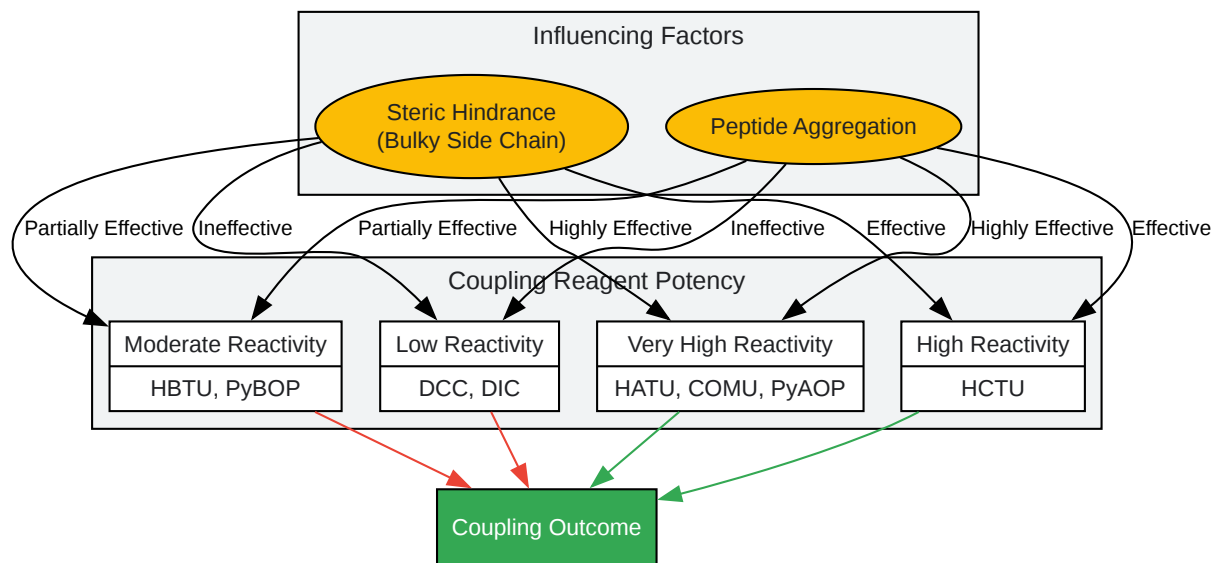 Influencing Factors
Steric Hindrance
(Bulky Side Chain)
Peptide Aggregation
Partially Effective
Ineffective
Partially Effective
Highly Effective
Ineffective
Effective
Highly Effective
Effective
Coupling Reagent Potency
Moderate Reactivity
HBTU, PyBOP
Low Reactivity
DCC, DIC
Very High Reactivity
HATU, COMU, PyAOP
High Reactivity
HCTU
Coupling Outcome